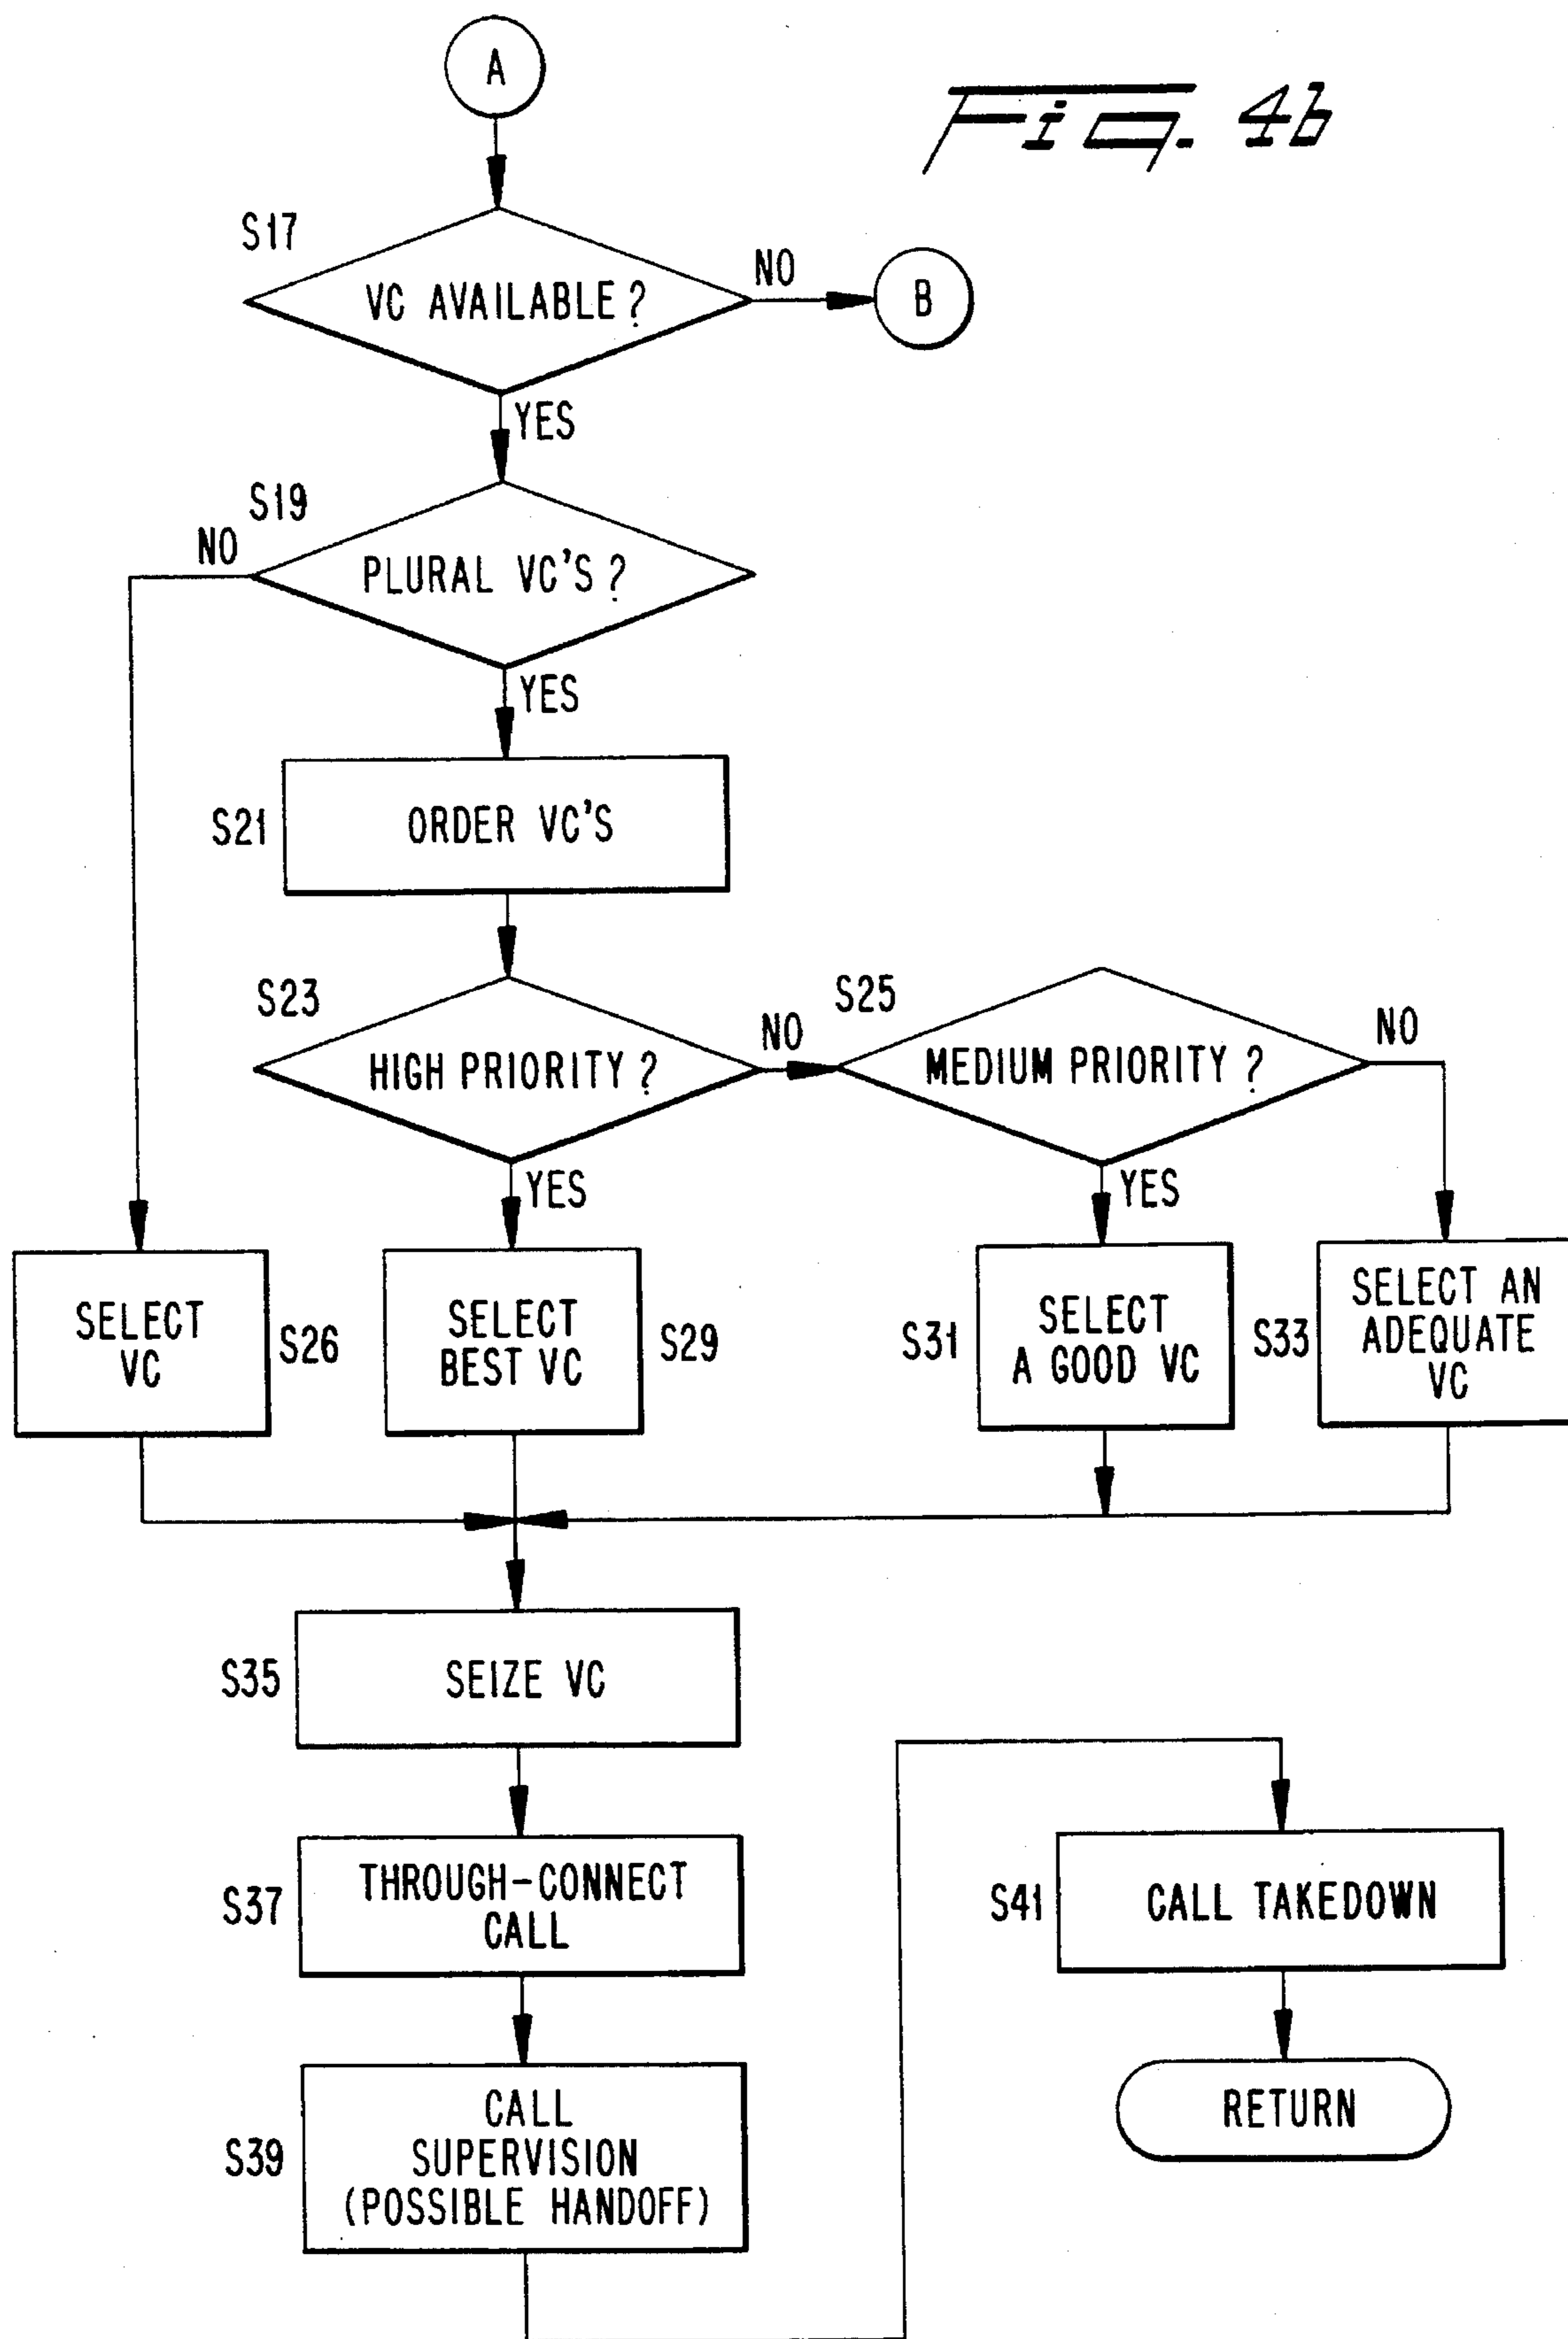 A
Fig. 4b
S17
VC AVAILABLE ?
NO
B
YES
S19
NO
PLURAL VC'S ?
YES
S21
ORDER VC'S
S23
HIGH PRIORITY ?
NO
S25
MEDIUM PRIORITY ?
NO
YES
YES
SELECT
VC
S26
SELECT
BEST VC
S29
S31
SELECT
A GOOD VC
S33
SELECT AN
ADEQUATE
VC
S35
SEIZE VC
S37
THROUGH-CONNECT
CALL
S41
CALL TAKEDOWN
S39
CALL
SUPERVISION
(POSSIBLE HANDOFF)
RETURN